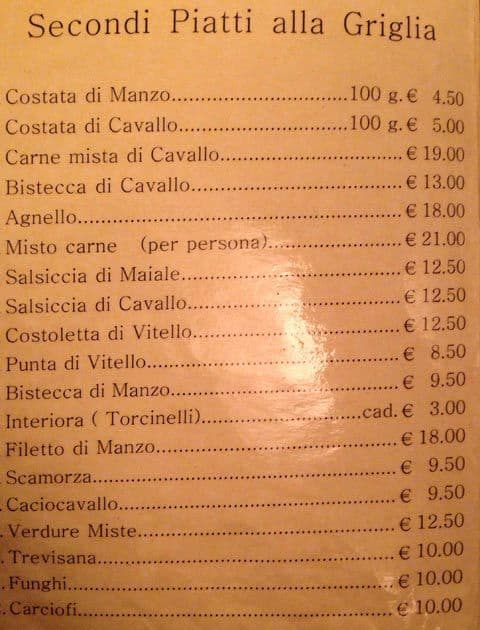 Secondi Piatti alla Griglia
Costata di Manzo.......................100 g.€ 4.50
Costata di Cavallo......................100 g.€ 5.00
Carne mista di Cavallo........................€ 19.00
Bistecca di Cavallo............................€ 13.00
Agnello...........................................€ 18.00
Misto carne (per persona)..................€ 21.00
Salsiccia di Maiale.............................€ 12.50
Salsiccia di Cavallo............................€ 12.50
Costoletta di Vitello............................€ 12.50
Punta di Vitello..................................€ 8.50
Bistecca di Manzo..............................€ 9.50
Interiora ( Torcinelli).....................cad.€ 3.00
Filetto di Manzo.................................€ 18.00
Scamorza.........................................€ 9.50
Caciocavallo.....................................€ 9.50
Verdure Miste...................................€ 12.50
Trevisana.........................................€ 10.00
Funghi.............................................€ 10.00
Carciofi............................................€ 10.00